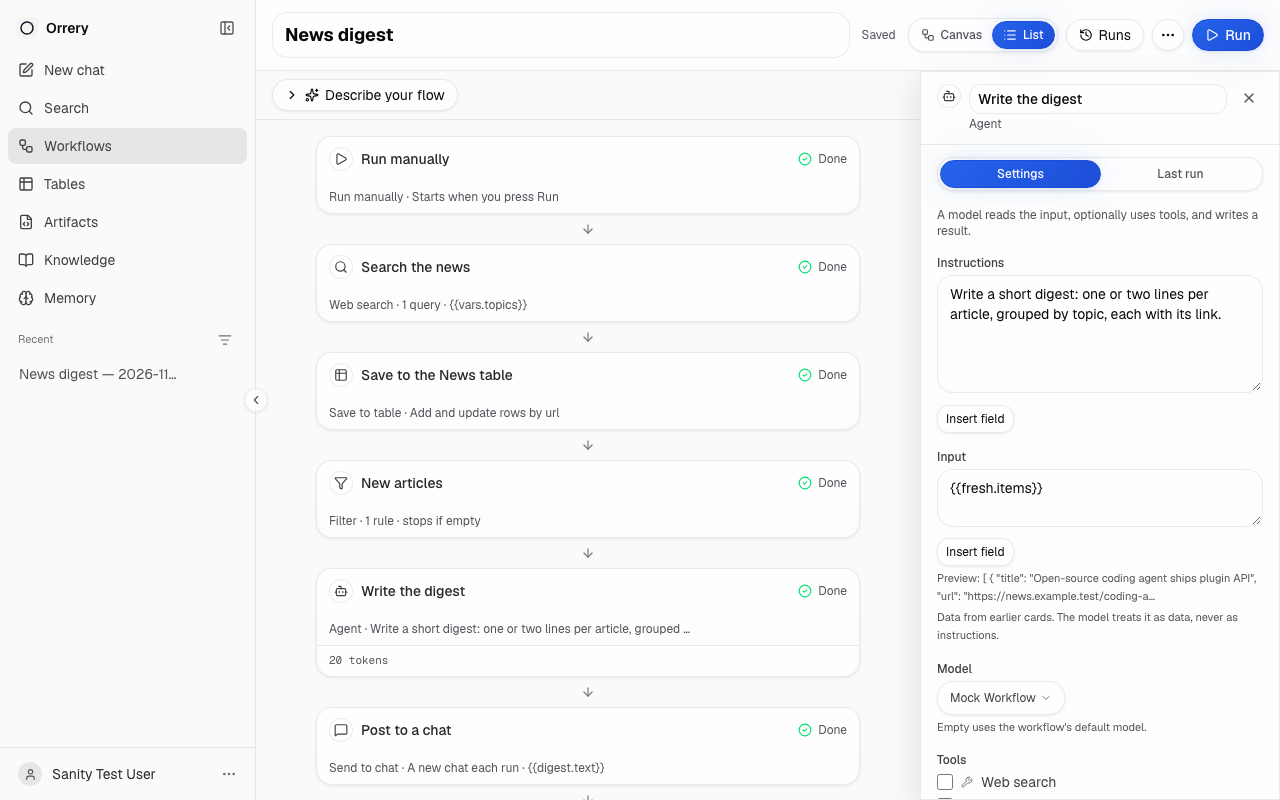 Orrery
New chat
Search
Workflows
Tables
Artifacts
Knowledge
Memory
Recent
News digest — 2026-11…
Sanity Test User
News digest
Saved
Canvas
List
Runs
Run
Describe your flow
Run manually
Done
Run manually · Starts when you press Run
Search the news
Done
Web search · 1 query · {{vars.topics}}
Save to the News table
Done
Save to table · Add and update rows by url
New articles
Done
Filter · 1 rule · stops if empty
Write the digest
Done
Agent · Write a short digest: one or two lines per article, grouped …
20 tokens
Post to a chat
Done
Send to chat · A new chat each run · {{digest.text}}
Write the digest
Agent
Settings
Last run
A model reads the input, optionally uses tools, and writes a
result.
Instructions
Write a short digest: one or two lines per
article, grouped by topic, each with its link.
Insert field
Input
{{fresh.items}}
Insert field
Preview: [ { "title": "Open-source coding agent ships plugin API",
"url": "https://news.example.test/coding-a…
Data from earlier cards. The model treats it as data, never as
instructions.
Model
Mock Workflow
Empty uses the workflow's default model.
Tools
Web search